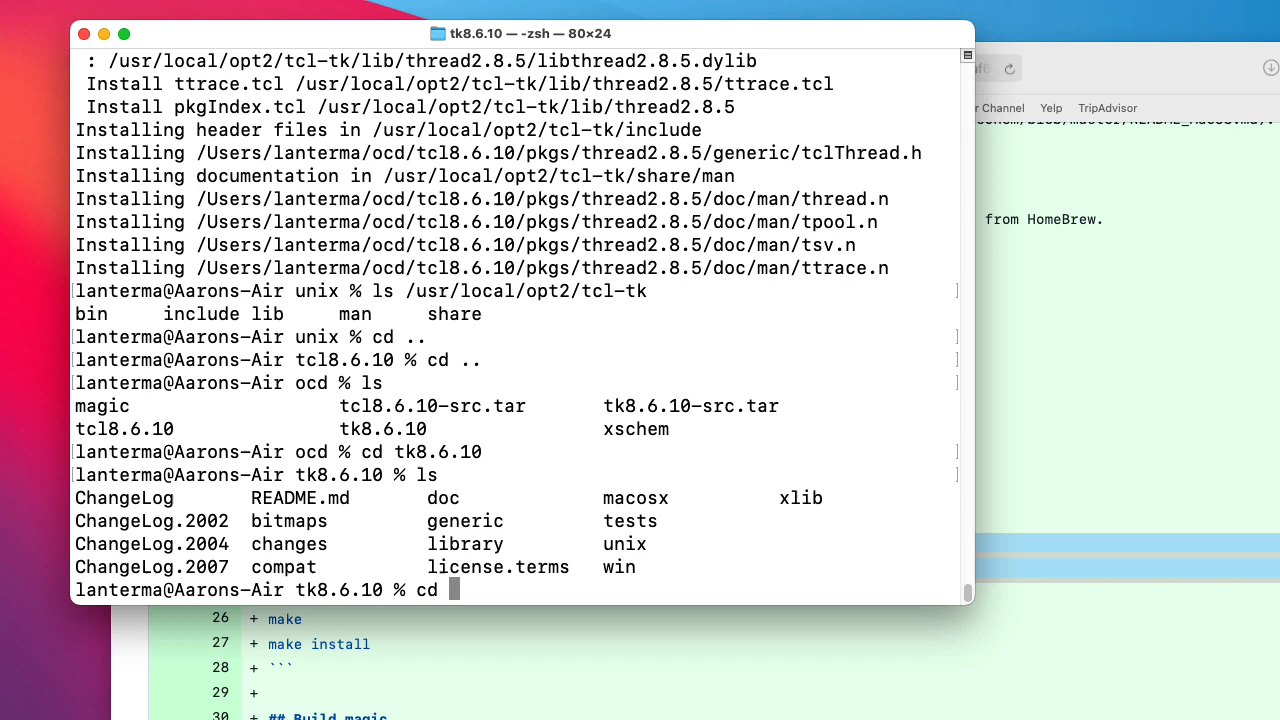 tk8.6.10 — -zsh — 80×24
: /usr/local/opt2/tcl-tk/lib/thread2.8.5/libthread2.8.5.dylib
Install ttrace.tcl /usr/local/opt2/tcl-tk/lib/thread2.8.5/ttrace.tcl
Install pkgIndex.tcl /usr/local/opt2/tcl-tk/lib/thread2.8.5
Installing header files in /usr/local/opt2/tcl-tk/include
Installing /Users/lanterma/ocd/tcl8.6.10/pkgs/thread2.8.5/generic/tclThread.h
Installing documentation in /usr/local/opt2/tcl-tk/share/man
Installing /Users/lanterma/ocd/tcl8.6.10/pkgs/thread2.8.5/doc/man/thread.n
Installing /Users/lanterma/ocd/tcl8.6.10/pkgs/thread2.8.5/doc/man/tpool.n
Installing /Users/lanterma/ocd/tcl8.6.10/pkgs/thread2.8.5/doc/man/tsv.n
Installing /Users/lanterma/ocd/tcl8.6.10/pkgs/thread2.8.5/doc/man/ttrace.n
[lanterma@Aarons-Air unix % ls /usr/local/opt2/tcl-tk ]
bin include lib man share
[lanterma@Aarons-Air unix % cd .. ]
[lanterma@Aarons-Air tcl8.6.10 % cd .. ]
[lanterma@Aarons-Air ocd % ls ]
magic tcl8.6.10-src.tar tk8.6.10-src.tar
tcl8.6.10 tk8.6.10 xschem
[lanterma@Aarons-Air ocd % cd tk8.6.10 ]
[lanterma@Aarons-Air tk8.6.10 % ls ]
ChangeLog README.md doc macosx xlib
ChangeLog.2002 bitmaps generic tests
ChangeLog.2004 changes library unix
ChangeLog.2007 compat license.terms win
lanterma@Aarons-Air tk8.6.10 % cd
af6
r Channel Yelp TripAdvisor
from HomeBrew.
26 + make
27 + make install
28 + ```
29 +
30 + ## Build magic